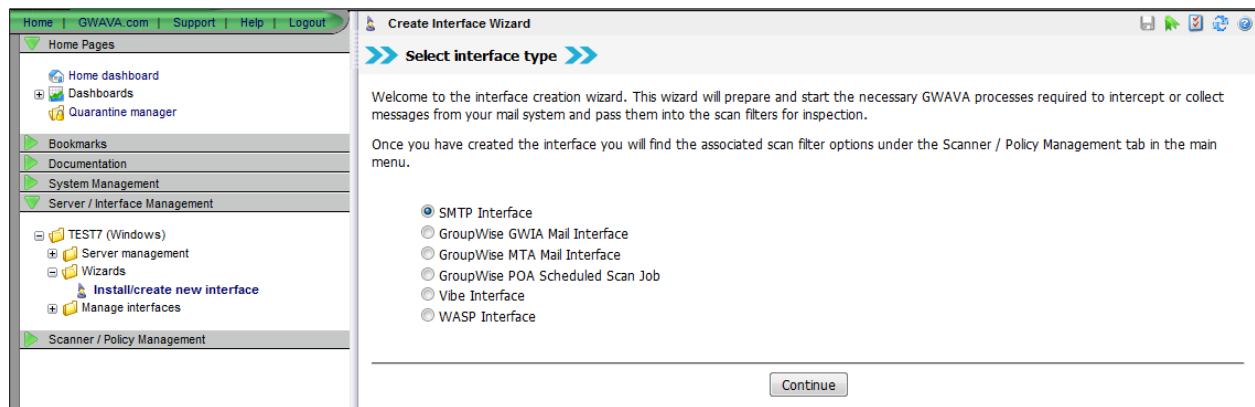 Home | GWAVA.com | Support | Help | Logout
Home Pages
Home dashboard
Dashboards
Quarantine manager
Bookmarks
Documentation
System Management
Server / Interface Management
TEST7 (Windows)
Server management
Wizards
Install/create new interface
Manage interfaces
Scanner / Policy Management
Create Interface Wizard
Select interface type
Welcome to the interface creation wizard. This wizard will prepare and start the necessary GWAVA processes required to intercept or collect
messages from your mail system and pass them into the scan filters for inspection.
Once you have created the interface you will find the associated scan filter options under the Scanner / Policy Management tab in the main
menu.
SMTP Interface
GroupWise GWIA Mail Interface
GroupWise MTA Mail Interface
GroupWise POA Scheduled Scan Job
Vibe Interface
WASP Interface
Continue